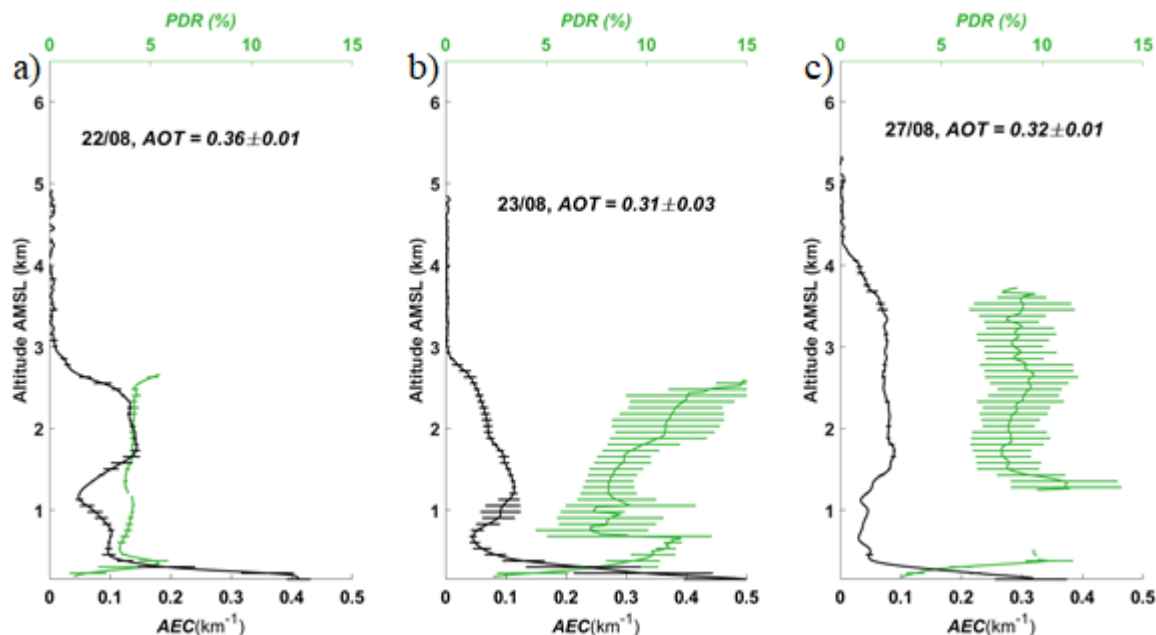 PDR (%)
0 5 10 15
a)
22/08, AOT = 0.36±0.01
Altitude AMSL (km)
6
5
4
3
2
1
0 0.1 0.2 0.3 0.4 0.5
AEC(km-1)
PDR (%)
0 5 10 15
b)
23/08, AOT = 0.31±0.03
Altitude AMSL (km)
6
5
4
3
2
1
0 0.1 0.2 0.3 0.4 0.5
AEC(km-1)
PDR (%)
0 5 10 15
c)
27/08, AOT = 0.32±0.01
Altitude AMSL (km)
6
5
4
3
2
1
0 0.1 0.2 0.3 0.4 0.5
AEC(km-1)